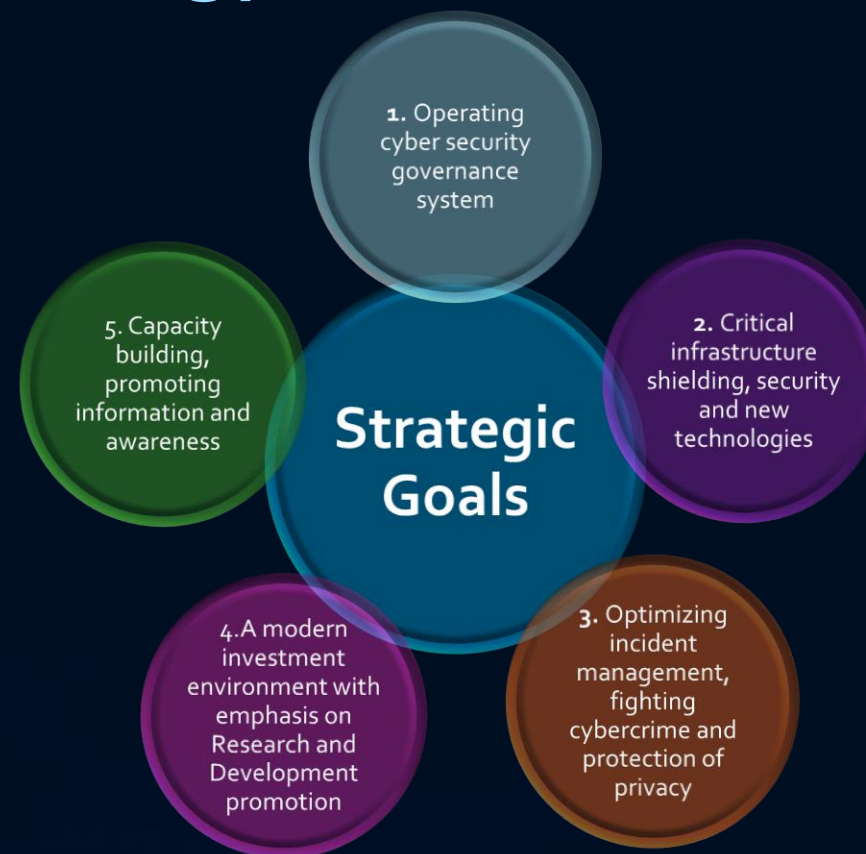 Strategic
Goals
1. Operating
cyber security
governance
system
2. Critical
infrastructure
shielding, security
and new
technologies
3. Optimizing
incident
management,
fighting
cybercrime and
protection of
privacy
4.A modern
investment
environment with
emphasis on
Research and
Development
promotion
5. Capacity
building,
promoting
information and
awareness